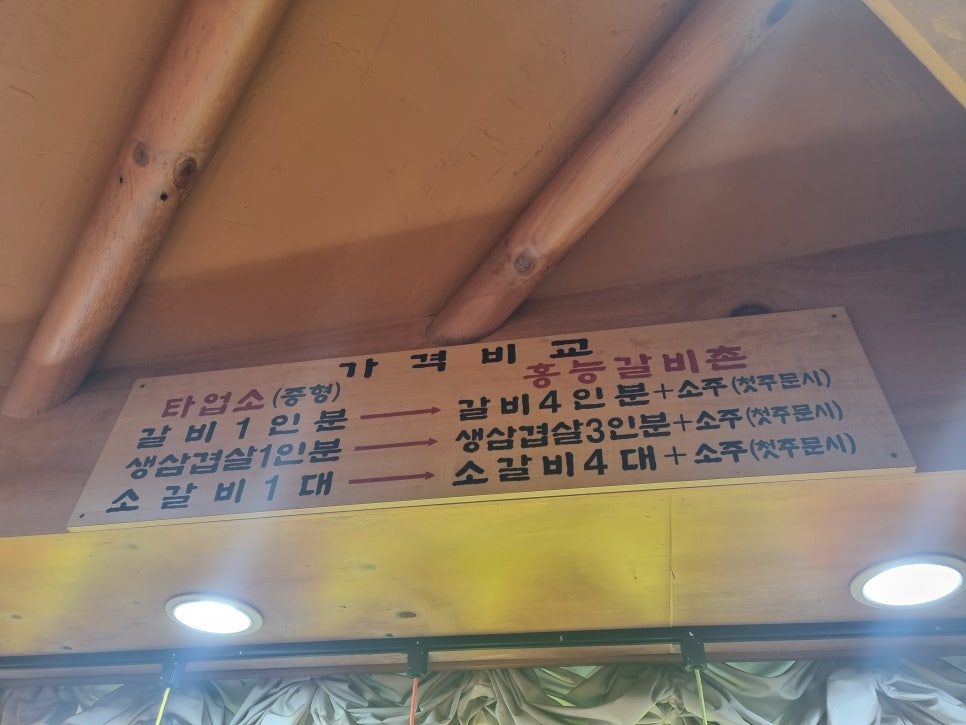 가격비교
타업소(중형) 홍능갈비촌
갈비1인분 → 갈비4인분+소주(첫주문시)
생삼겹살1인분 → 생삼겹살3인분+소주(첫주문시)
소갈비1대 → 소갈비4대+소주(첫주문시)